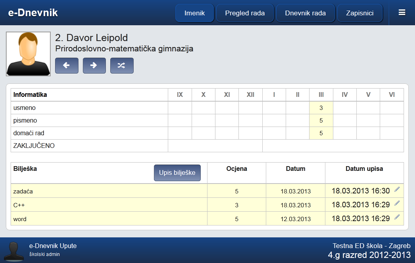 e-Dnevnik Imenik Pregled rada Dnevnik rada Zapisnici
2. Davor Leipold
Prirodoslovno-matematička gimnazija
Informatika IX X XI XII I II III IV V VI
usmeno 3
pismeno 5
domaći rad 5
ZAKLJUČENO
Bilješka Upis bilješke Ocjena Datum Datum upisa
zadaća 5 18.03.2013 18.03.2013 16:30
C++ 3 18.03.2013 18.03.2013 16:29
word 5 12.03.2013 18.03.2013 16:29
e-Dnevnik Upute Testna ED škola - Zagreb
školski admin 4.g razred 2012-2013